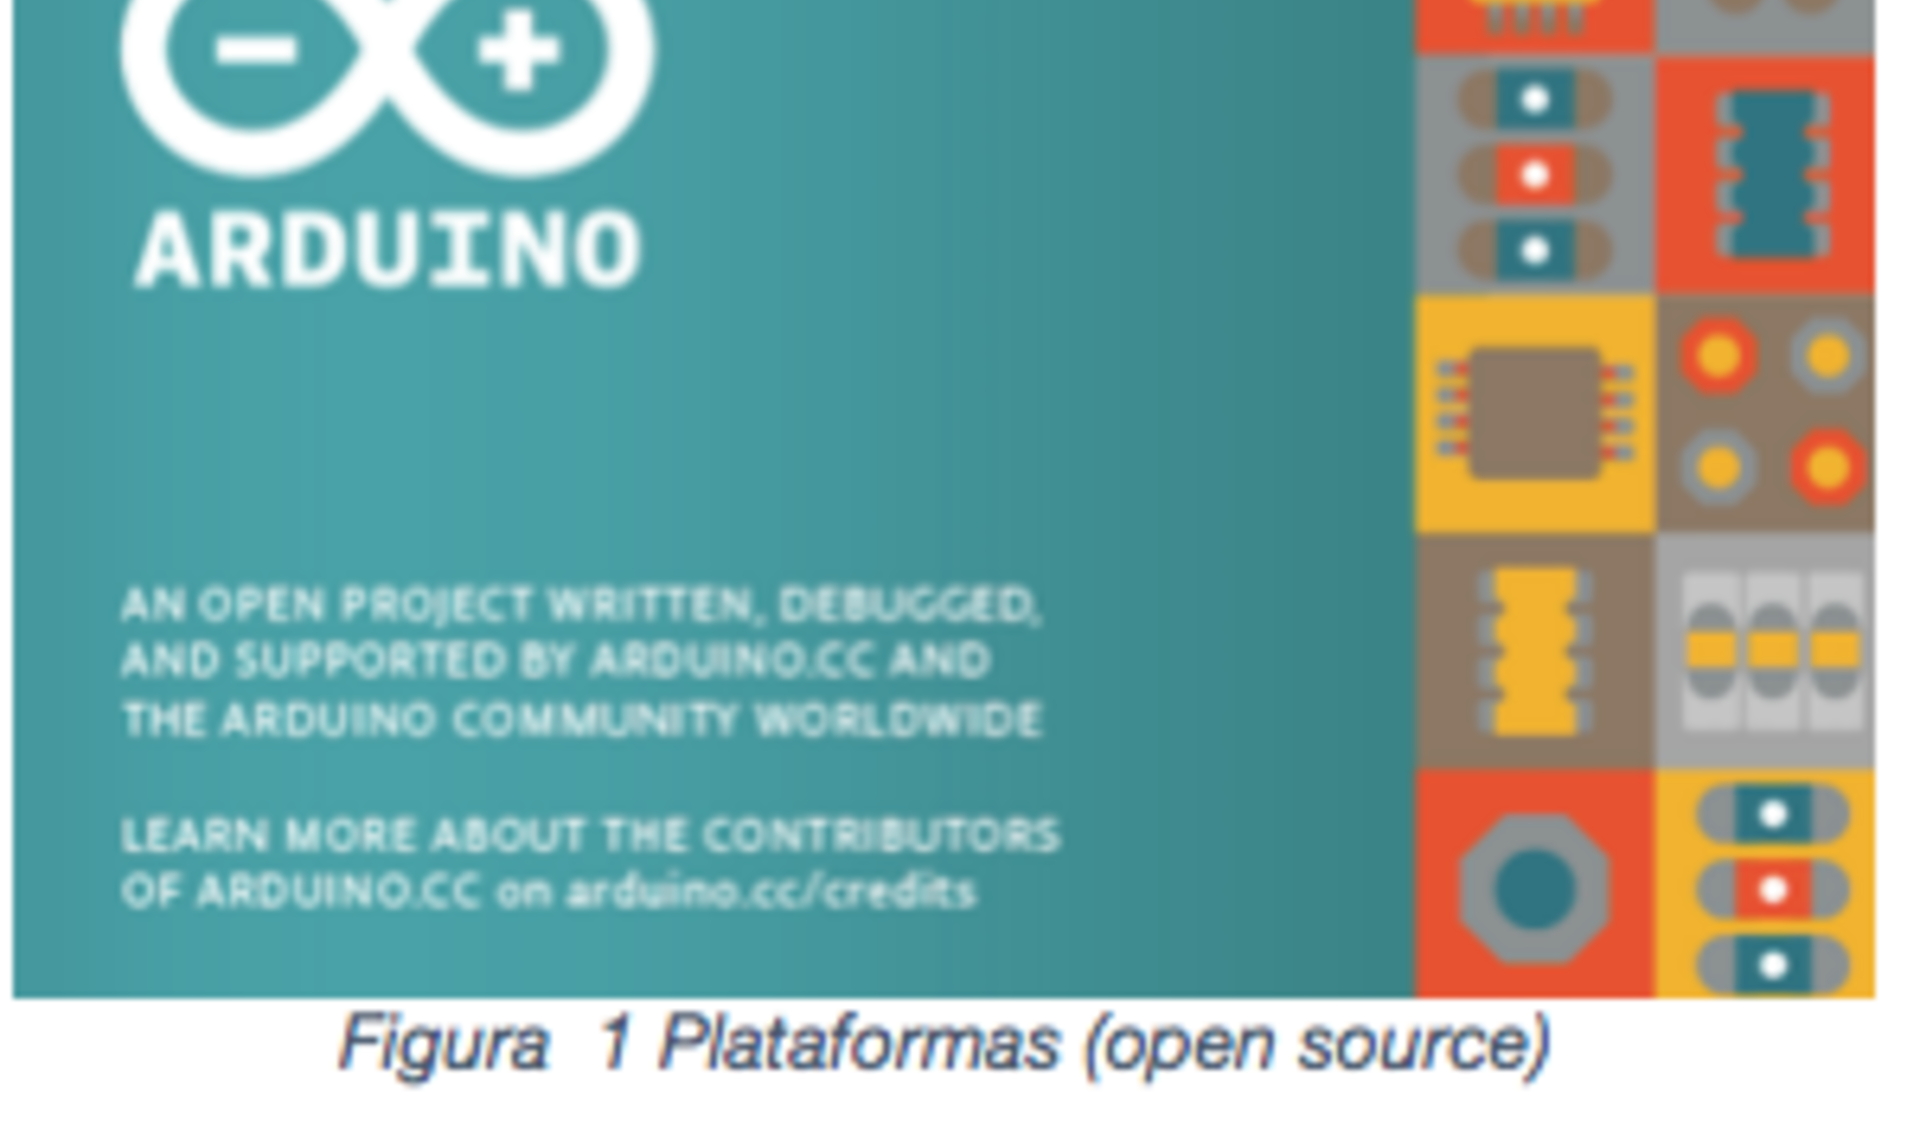 ARDUINO
AN OPEN PROJECT WRITTEN, DEBUGGED,
AND SUPPORTED BY ARDUINO.CC AND
THE ARDUINO COMMUNITY WORLDWIDE
LEARN MORE ABOUT THE CONTRIBUTORS
OF ARDUINO.CC on arduino.cc/credits
Figura 1 Plataformas (open source)